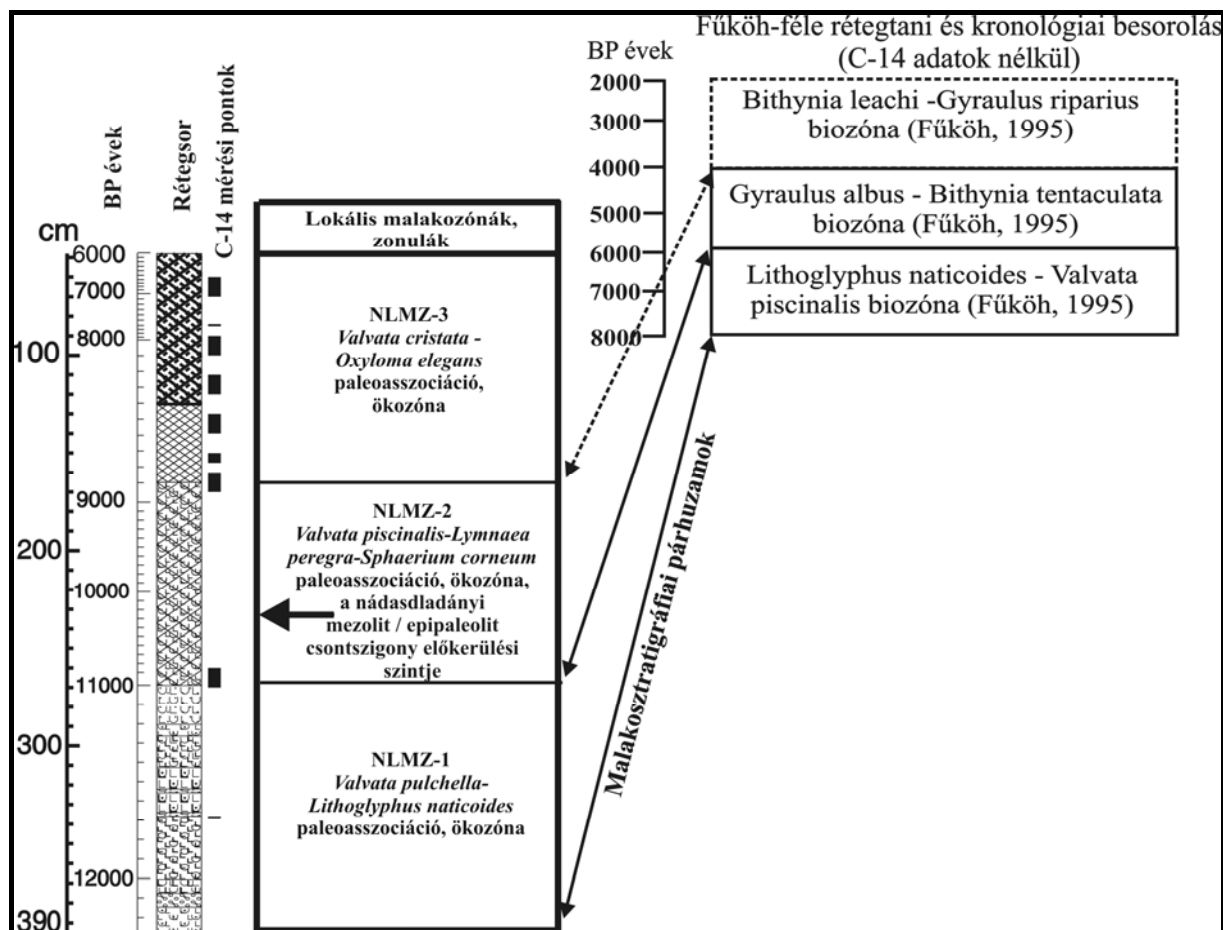 Fűköh-féle rétegtani és kronológiai besorolás
(C-14 adatok nélkül)
BP évek
2000
3000
4000
5000
6000
7000
8000
Bithynia leachi -Gyraulus riparius
biozóna (Fűköh, 1995)
Gyraulus albus - Bithynia tentaculata
biozóna (Fűköh, 1995)
Lithoglyphus naticoides - Valvata
piscinalis biozóna (Fűköh, 1995)
Malakosztratigráfiai párhuzamok
cm
100
200
300
390
BP évek
6000
7000
8000
9000
10000
11000
12000
Rétegsor
C-14 mérési pontok
Lokális malakozónák,
zonulák
NLMZ-3
Valvata cristata -
Oxyloma elegans
paleoasszociáció,
ökozóna
NLMZ-2
Valvata piscinalis-Lymnaea
peregra-Sphaerium corneum
paleoasszociáció, ökozóna,
a nádasdladányi
mezolit / epipaleolit
csontszigony előkerülési
szintje
NLMZ-1
Valvata pulchella-
Lithoglyphus naticoides
paleoasszociáció, ökozóna